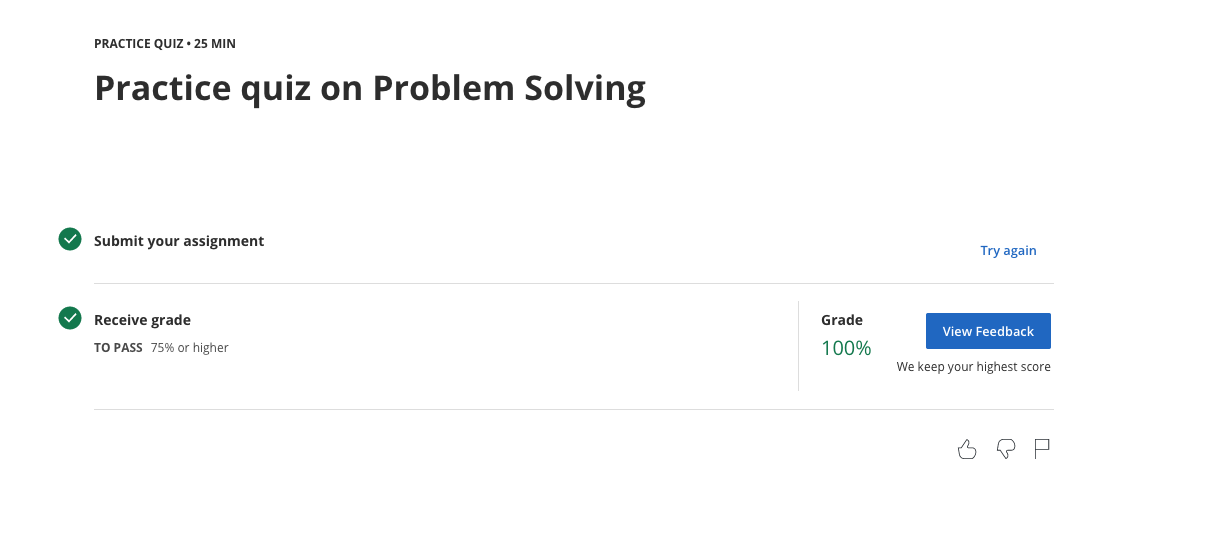 PRACTICE QUIZ • 25 MIN
Practice quiz on Problem Solving
Submit your assignment
Try again
Receive grade
TO PASS 75% or higher
Grade
100%
View Feedback
We keep your highest score